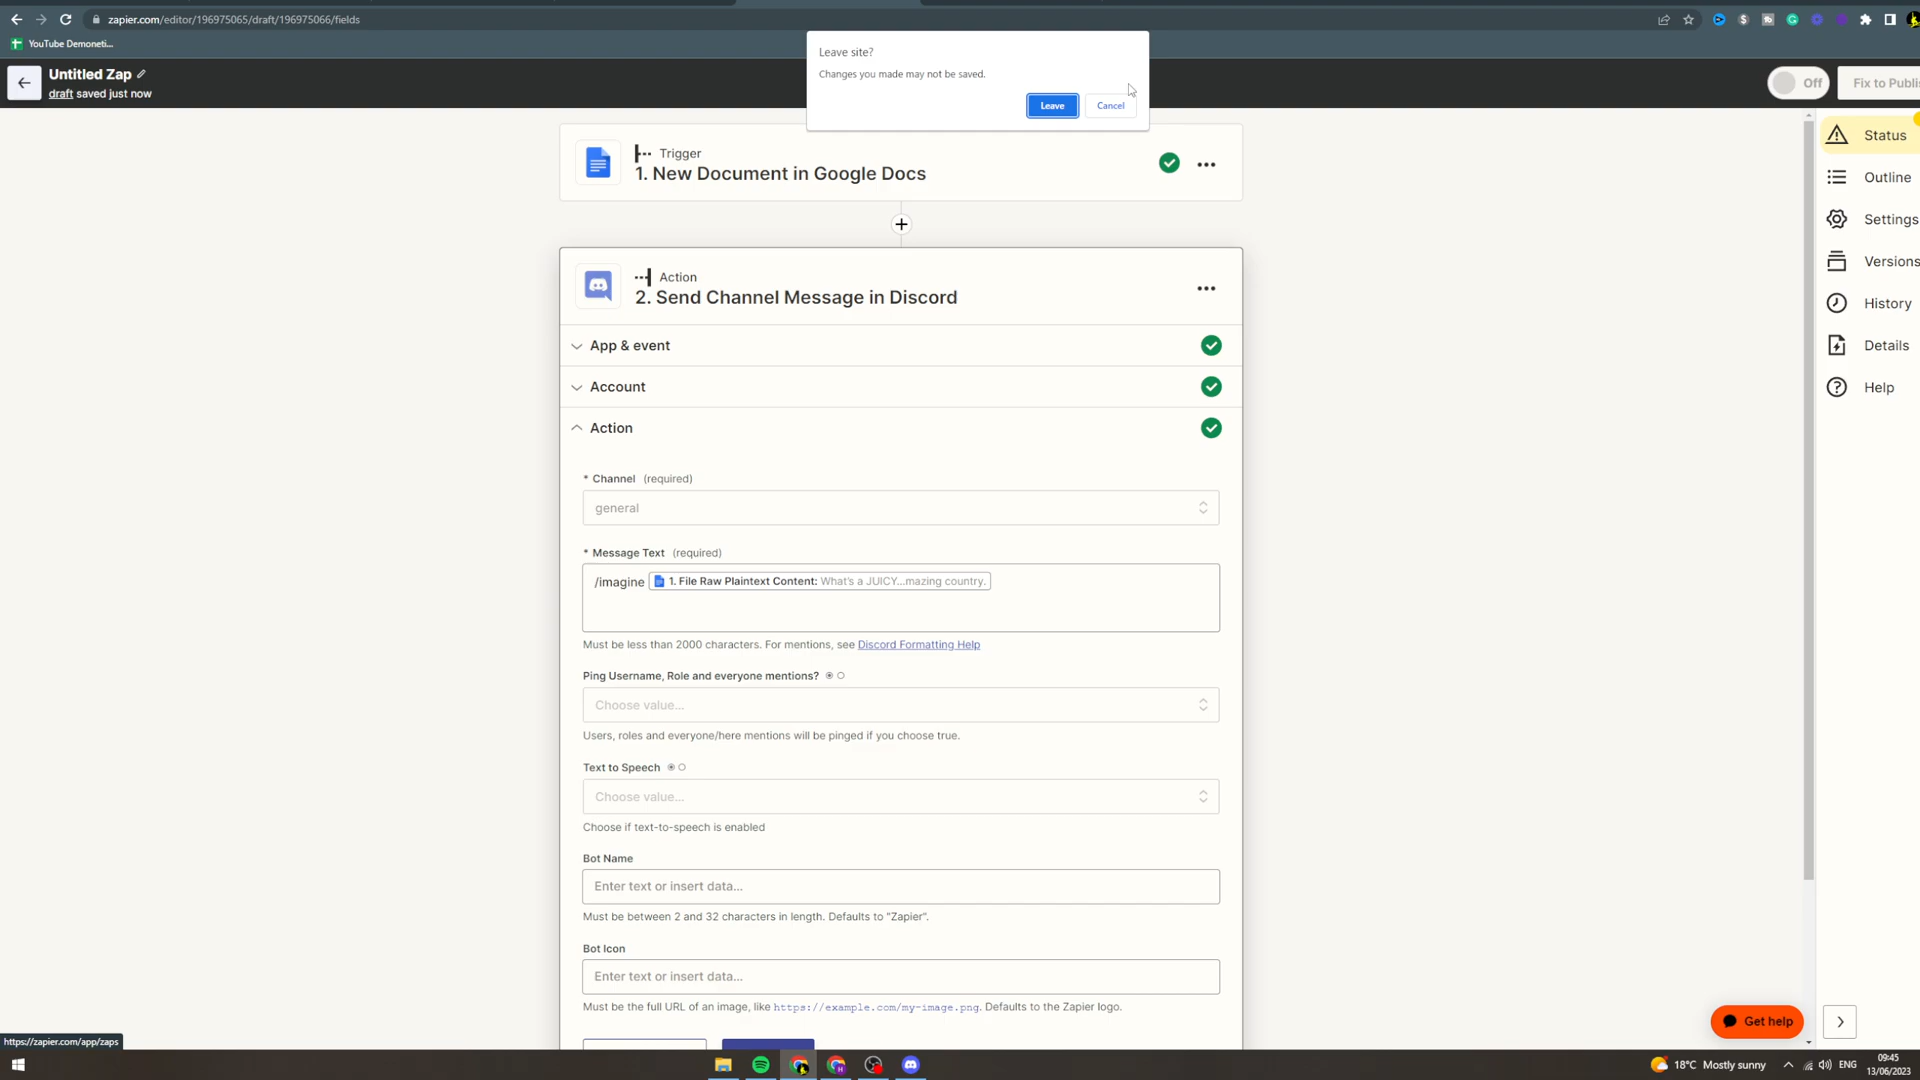 zapier.com/editor/196975065/draft/196975066/fields
YouTube Demoneti...
Leave site?
Changes you made may not be saved.
Leave
Cancel
Untitled Zap
draft saved just now
Off
Fix to Publi
Trigger
1. New Document in Google Docs
Action
2. Send Channel Message in Discord
App & event
Account
Action
* Channel (required)
general
* Message Text (required)
/imagine 1. File Raw Plaintext Content: What's a JUICY...mazing country.
Must be less than 2000 characters. For mentions, see Discord Formatting Help
Ping Username, Role and everyone mentions?
Choose value...
Users, roles and everyone/here mentions will be pinged if you choose true.
Text to Speech
Choose value...
Choose if text-to-speech is enabled
Bot Name
Enter text or insert data...
Must be between 2 and 32 characters in length. Defaults to "Zapier".
Bot Icon
Enter text or insert data...
Must be the full URL of an image, like https://example.com/my-image.png. Defaults to the Zapier logo.
Status
Outline
Settings
Versions
History
Details
Help
Get help
https://zapier.com/app/zaps
18°C Mostly sunny
ENG
09:45
13/06/2023